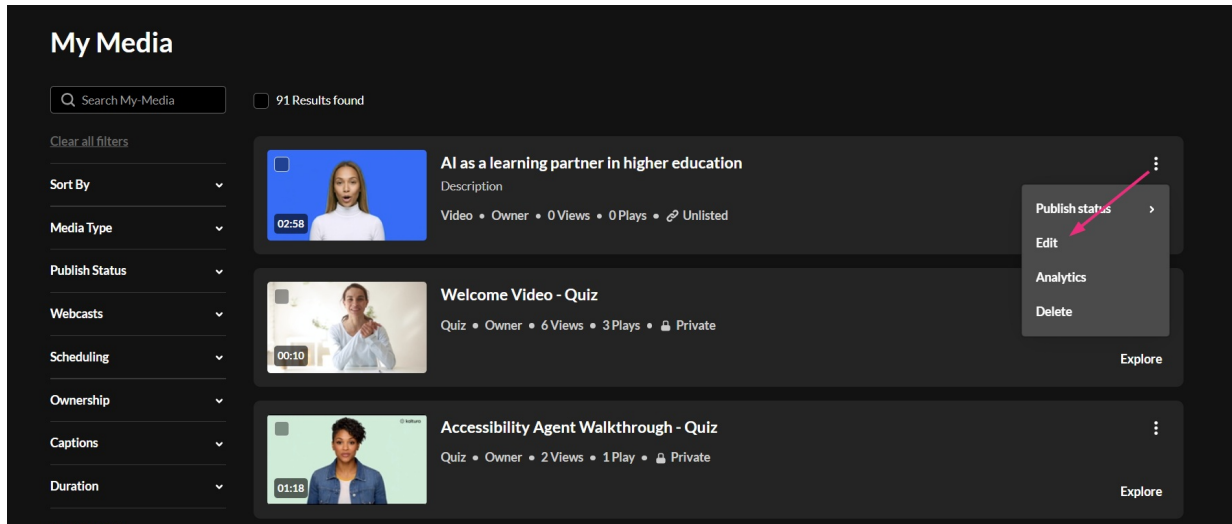 My Media
Search My-Media
91 Results found
Clear all filters
Sort By
Media Type
Publish Status
Webcasts
Scheduling
Ownership
Captions
Duration
02:58
AI as a learning partner in higher education
Description
Video • Owner • 0 Views • 0 Plays • Unlisted
Publish status
Edit
Analytics
Delete
00:10
Welcome Video - Quiz
Quiz • Owner • 6 Views • 3 Plays • Private
Explore
kaltura
01:18
Accessibility Agent Walkthrough - Quiz
Quiz • Owner • 2 Views • 1 Play • Private
Explore